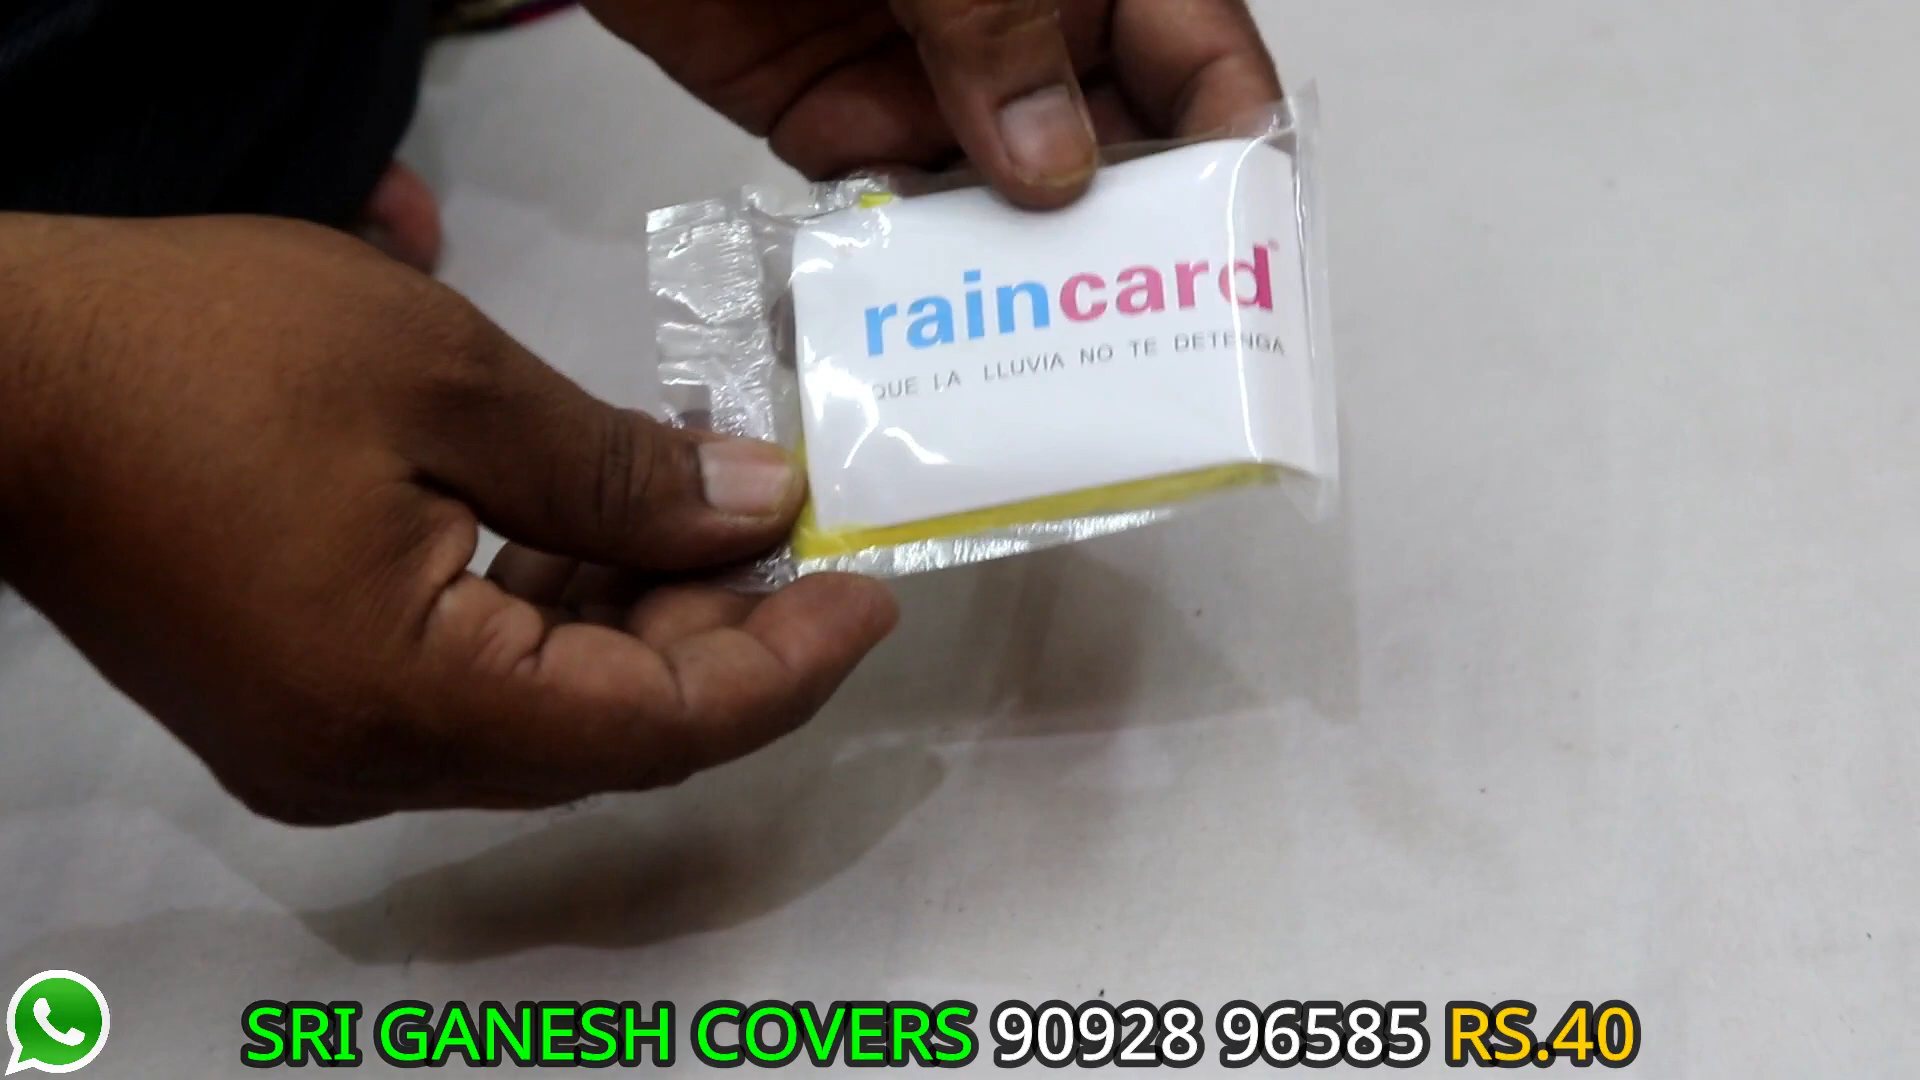 raincard
QUE LA LLUVIA NO TE DETENGA
SRI GANESH COVERS 90928 96585 RS.40